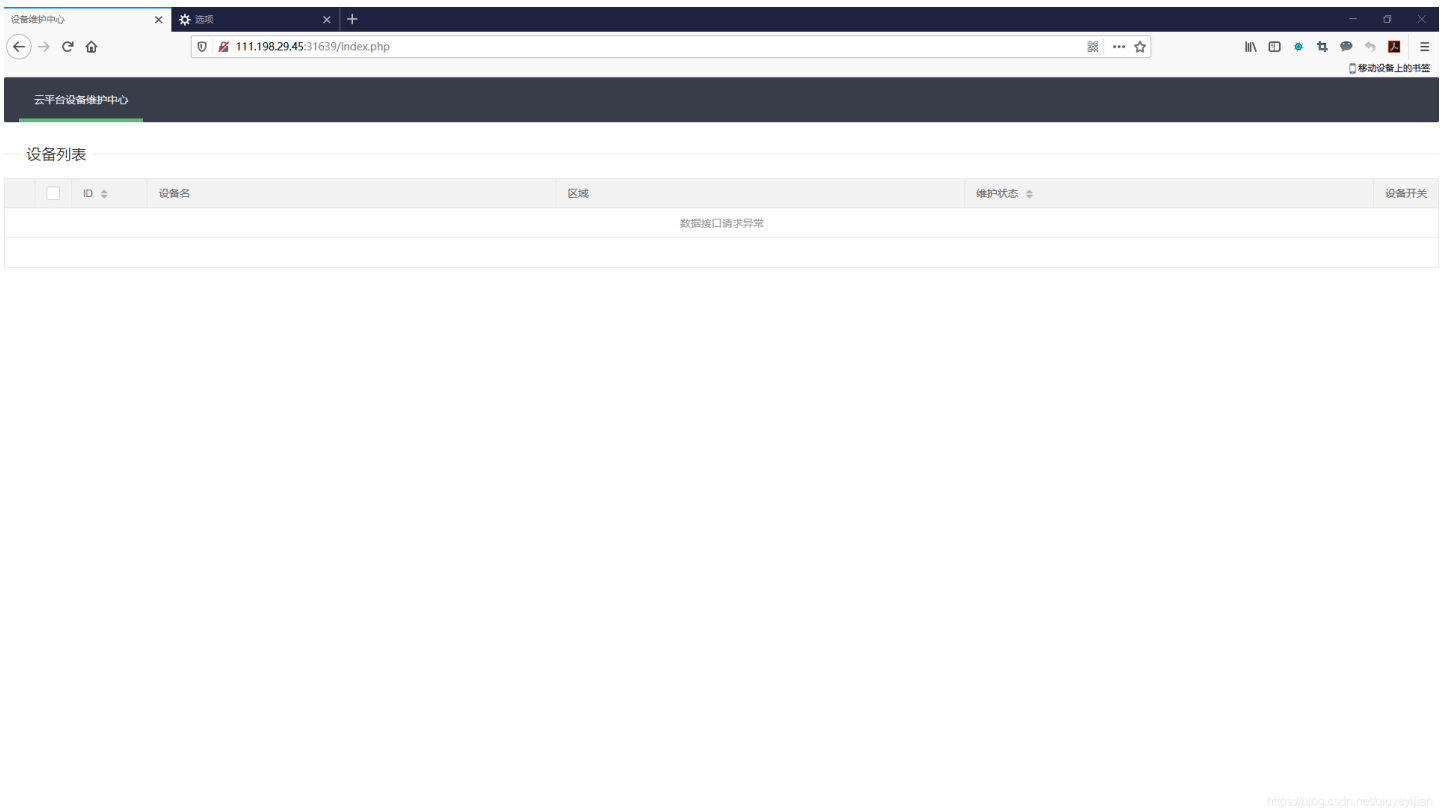 设备维护中心
选项
111.198.29.45:31639/index.php
移动设备上的书签
云平台设备维护中心
设备列表
ID 设备名 区域 维护状态 设备开关
数据接口请求异常
https://blog.csdn.net/qiuyeyijian